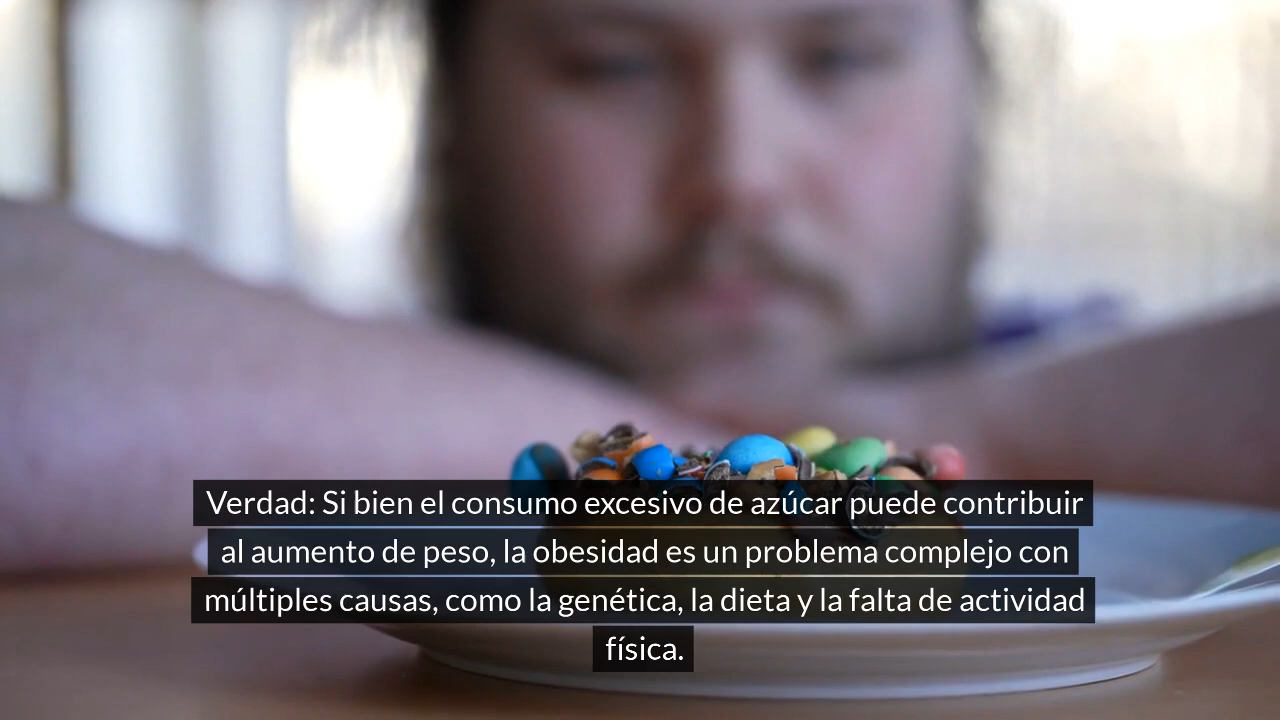 Verdad: Si bien el consumo excesivo de azúcar puede contribuir
al aumento de peso, la obesidad es un problema complejo con
múltiples causas, como la genética, la dieta y la falta de actividad
física.